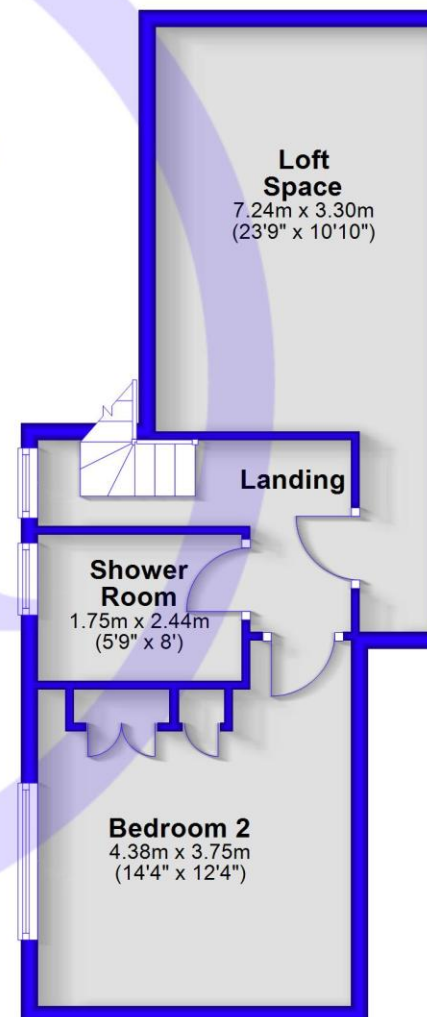 Loft
Space
7.24m x 3.30m
(23'9" x 10'10")
Landing
Shower
Room
1.75m x 2.44m
(5'9" x 8')
Bedroom 2
4.38m x 3.75m
(14'4" x 12'4")